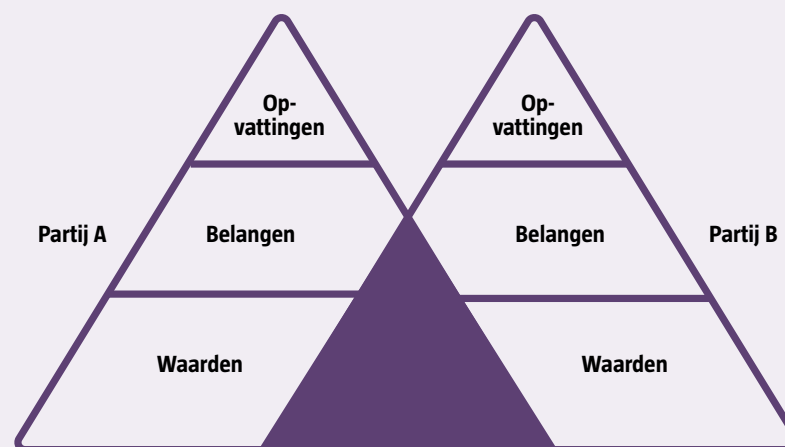 Op-
vattingen
Op-
vattingen
Partij A
Belangen
Belangen
Partij B
Waarden
Waarden